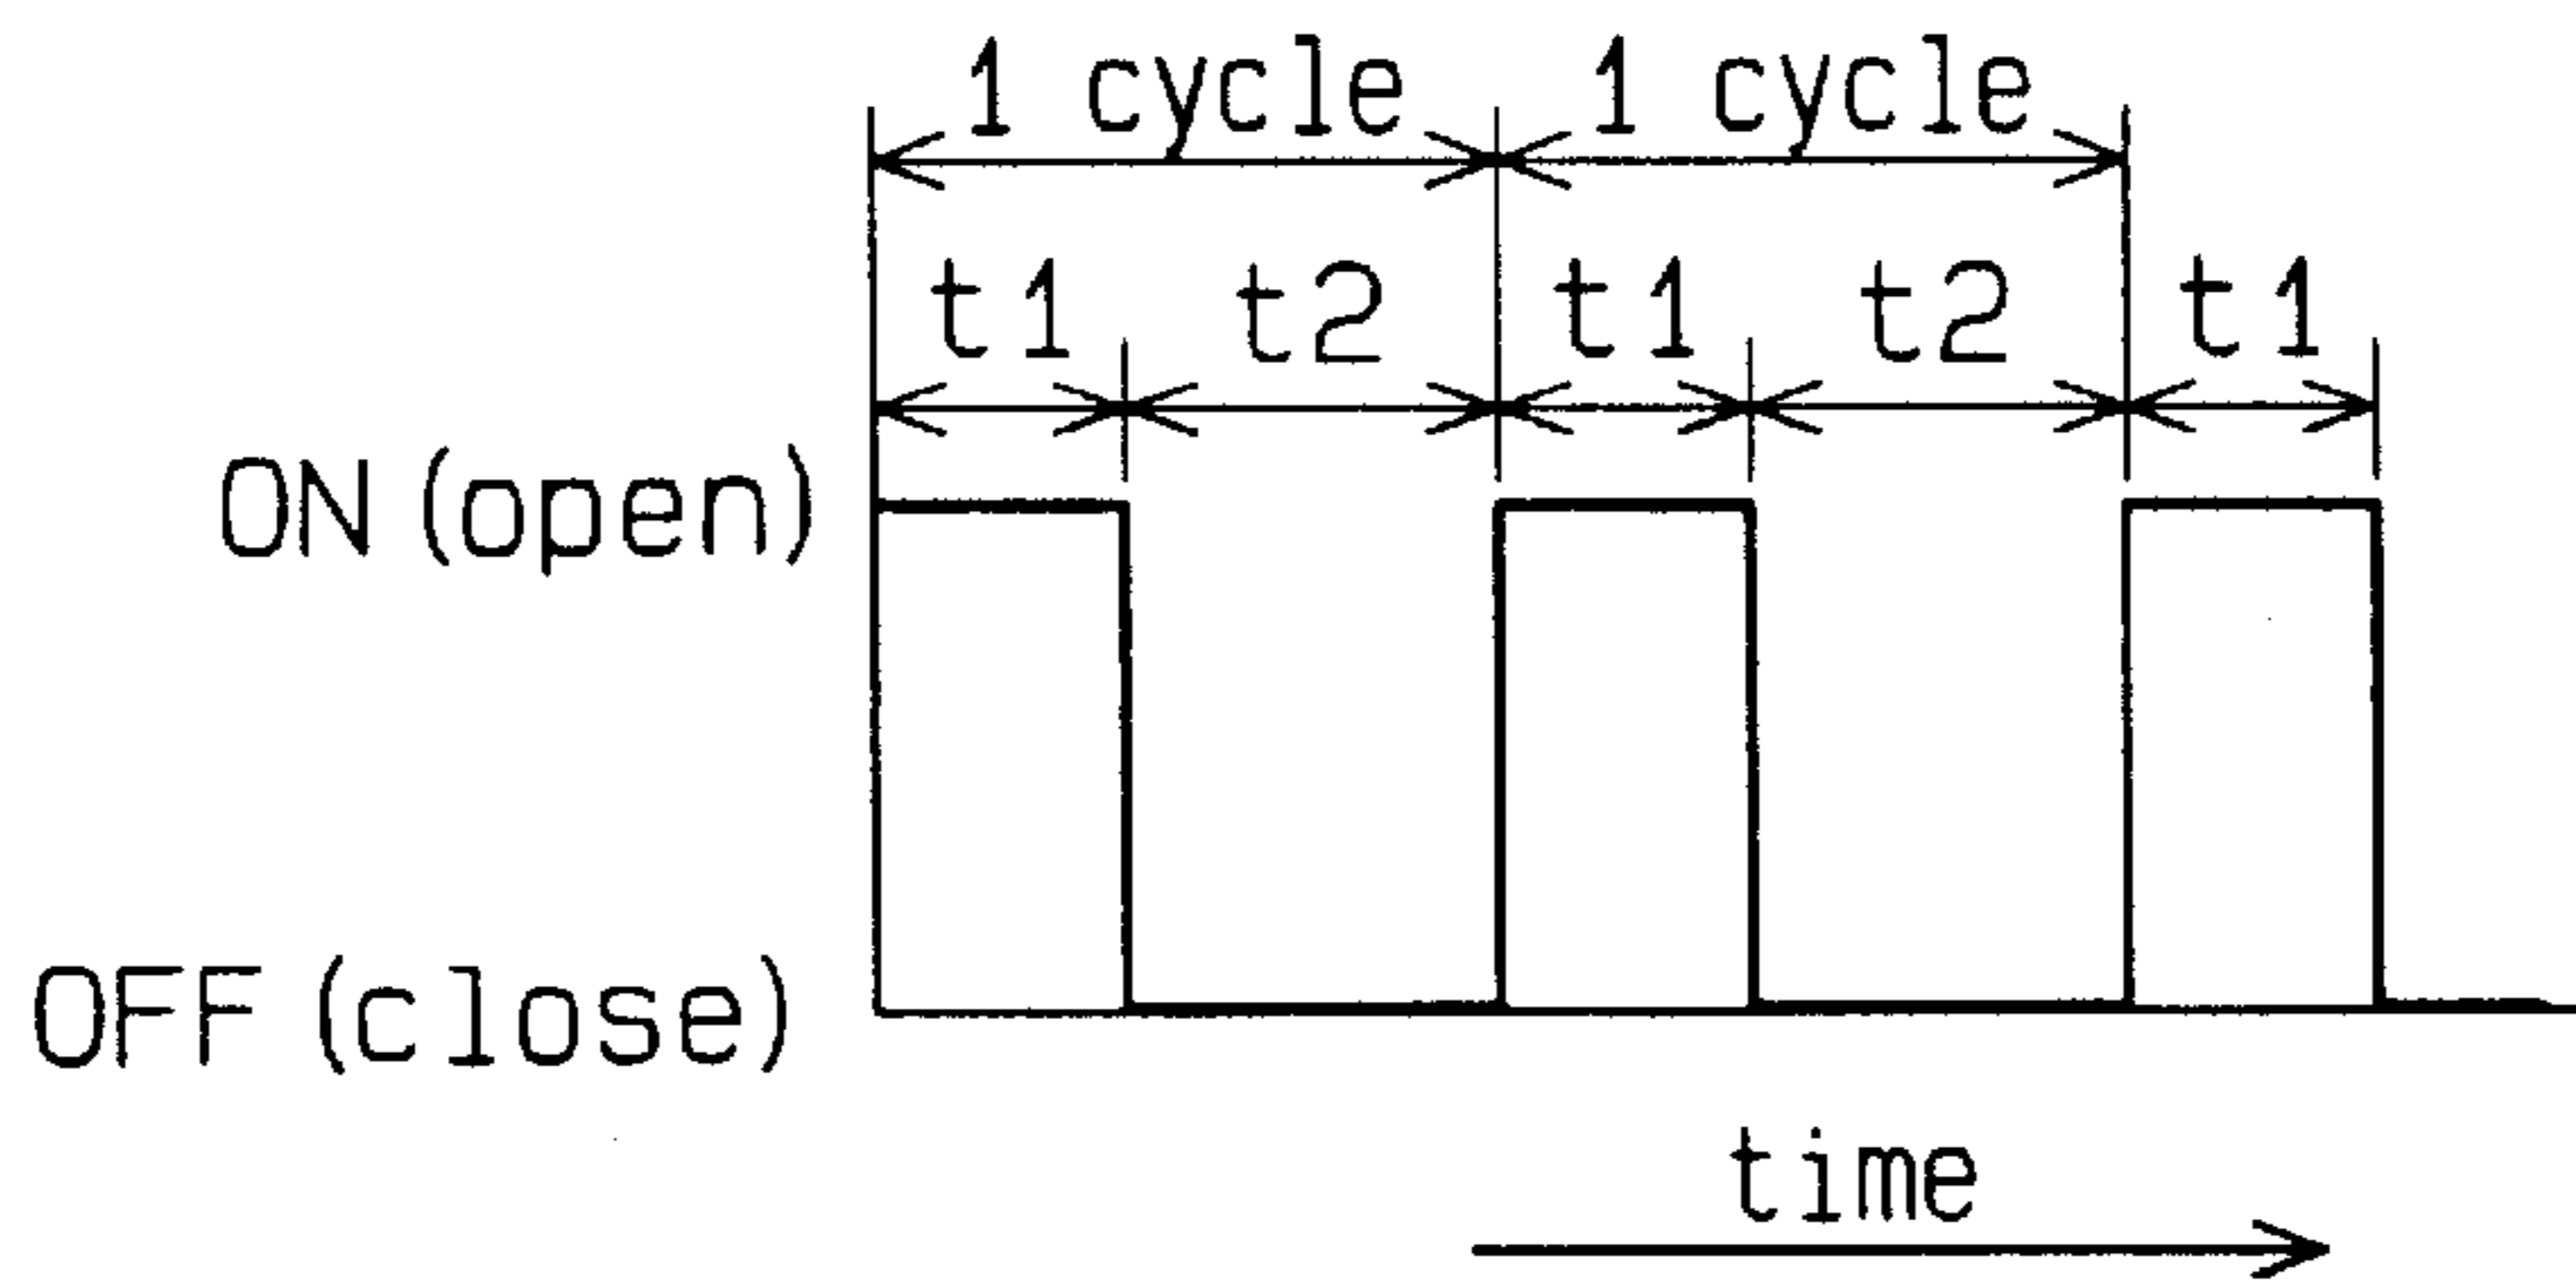 1 cycle 1 cycle
t1 t2 t1 t2 t1
ON (open)
OFF (close)
time